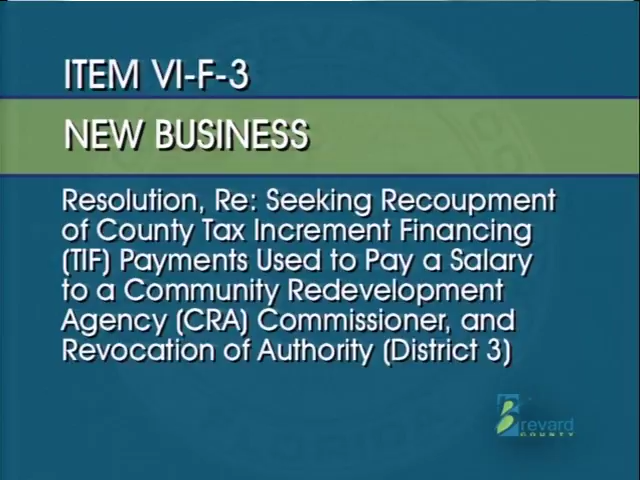 ITEM VI-F-3
NEW BUSINESS
Resolution, Re: Seeking Recoupment
of County Tax Increment Financing
(TIF) Payments Used to Pay a Salary
to a Community Redevelopment
Agency (CRA) Commissioner, and
Revocation of Authority (District 3)
Brevard
COUNTY